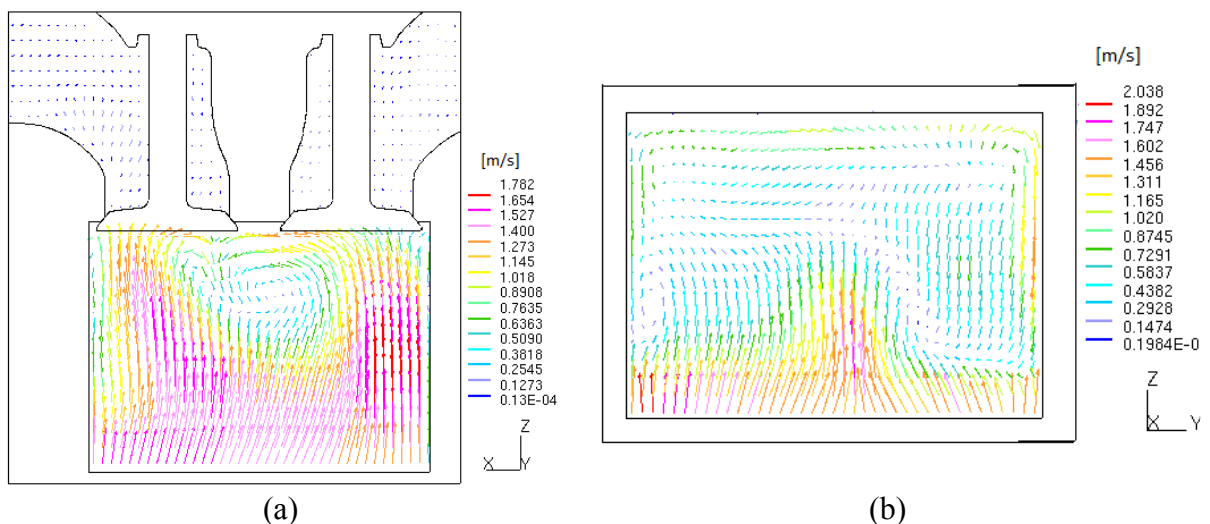 [m/s]
1.782
1.654
1.527
1.400
1.273
1.145
1.018
0.8908
0.7635
0.6363
0.5090
0.3818
0.2545
0.1273
0.13E-04
Z
X Y
(a)
[m/s]
2.038
1.892
1.747
1.602
1.456
1.311
1.165
1.020
0.8745
0.7291
0.5837
0.4382
0.2928
0.1474
0.1984E-0
Z
X Y
(b)